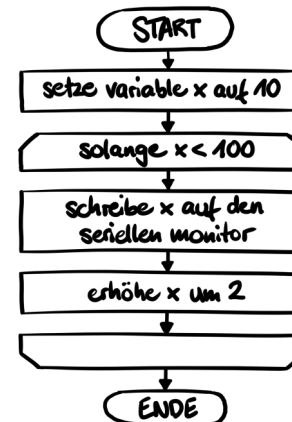 START
setze variable x auf 10
solange x < 100
schreibe x auf den
seriellen monitor
erhöhe x um 2
ENDE